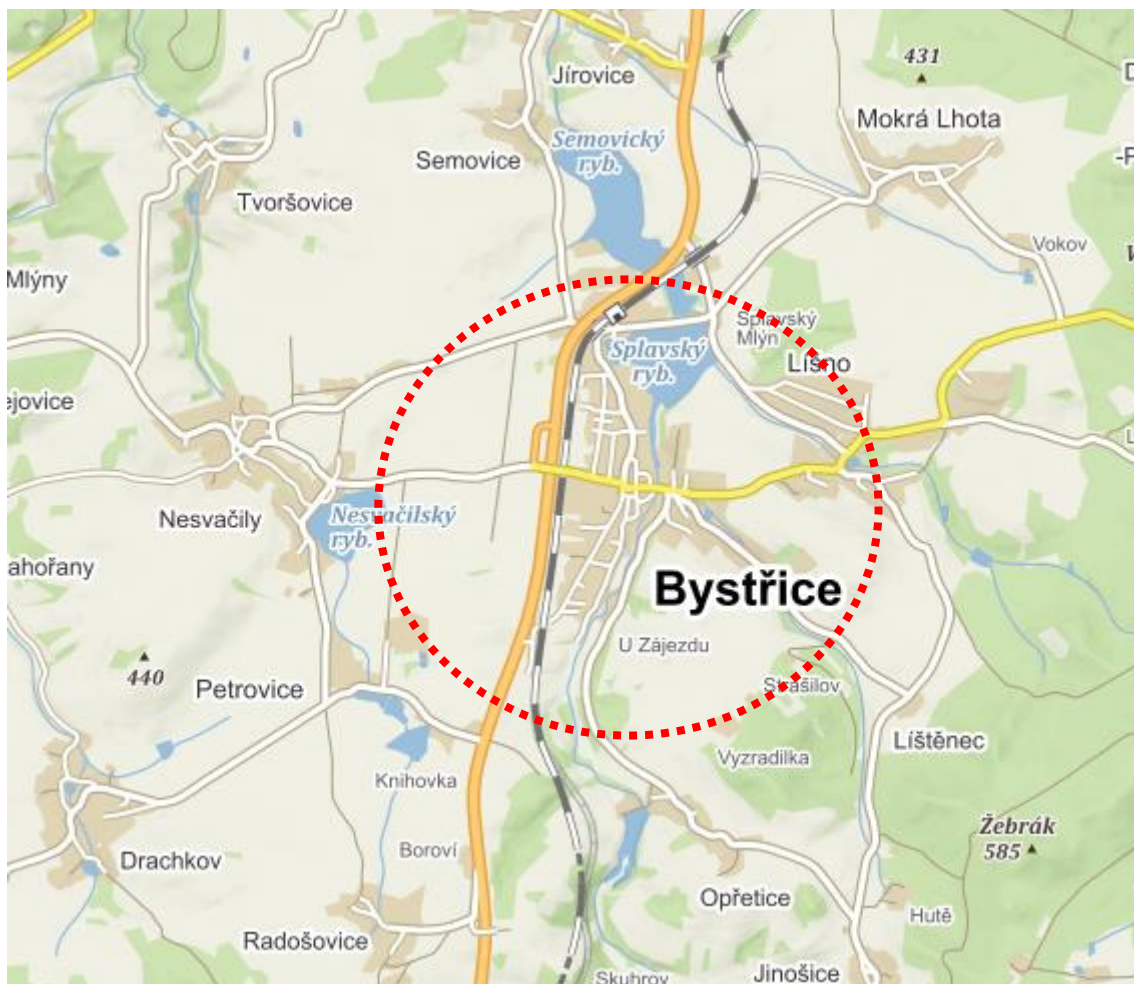 431
Jírovice
Mokrá Lhota
Semovický
ryb.
Semovice
Tvoršovice
Vokov
Mlýny
Splavský
Mlýn
Splavský
ryb.
Líšno
ejovice
Nesvačily
Nesvačilský
ryb.
ahořany
Bystřice
U Zájezdu
440
Petrovice
Strašilov
Líštěnec
Vyzradilka
Knihovka
Žebrák
585
Boroví
Drachkov
Opřetice
Hutě
Radošovice
Jinošice
Skuhrov